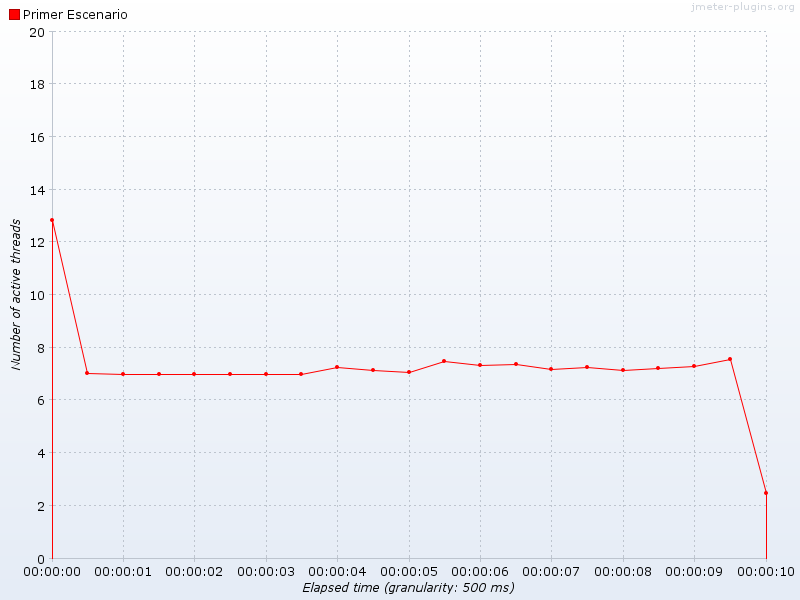 jmeter-plugins.org
Primer Escenario
20
18
16
14
12
10
8
6
4
2
0
Number of active threads
00:00:00 00:00:01 00:00:02 00:00:03 00:00:04 00:00:05 00:00:06 00:00:07 00:00:08 00:00:09 00:00:10
Elapsed time (granularity: 500 ms)